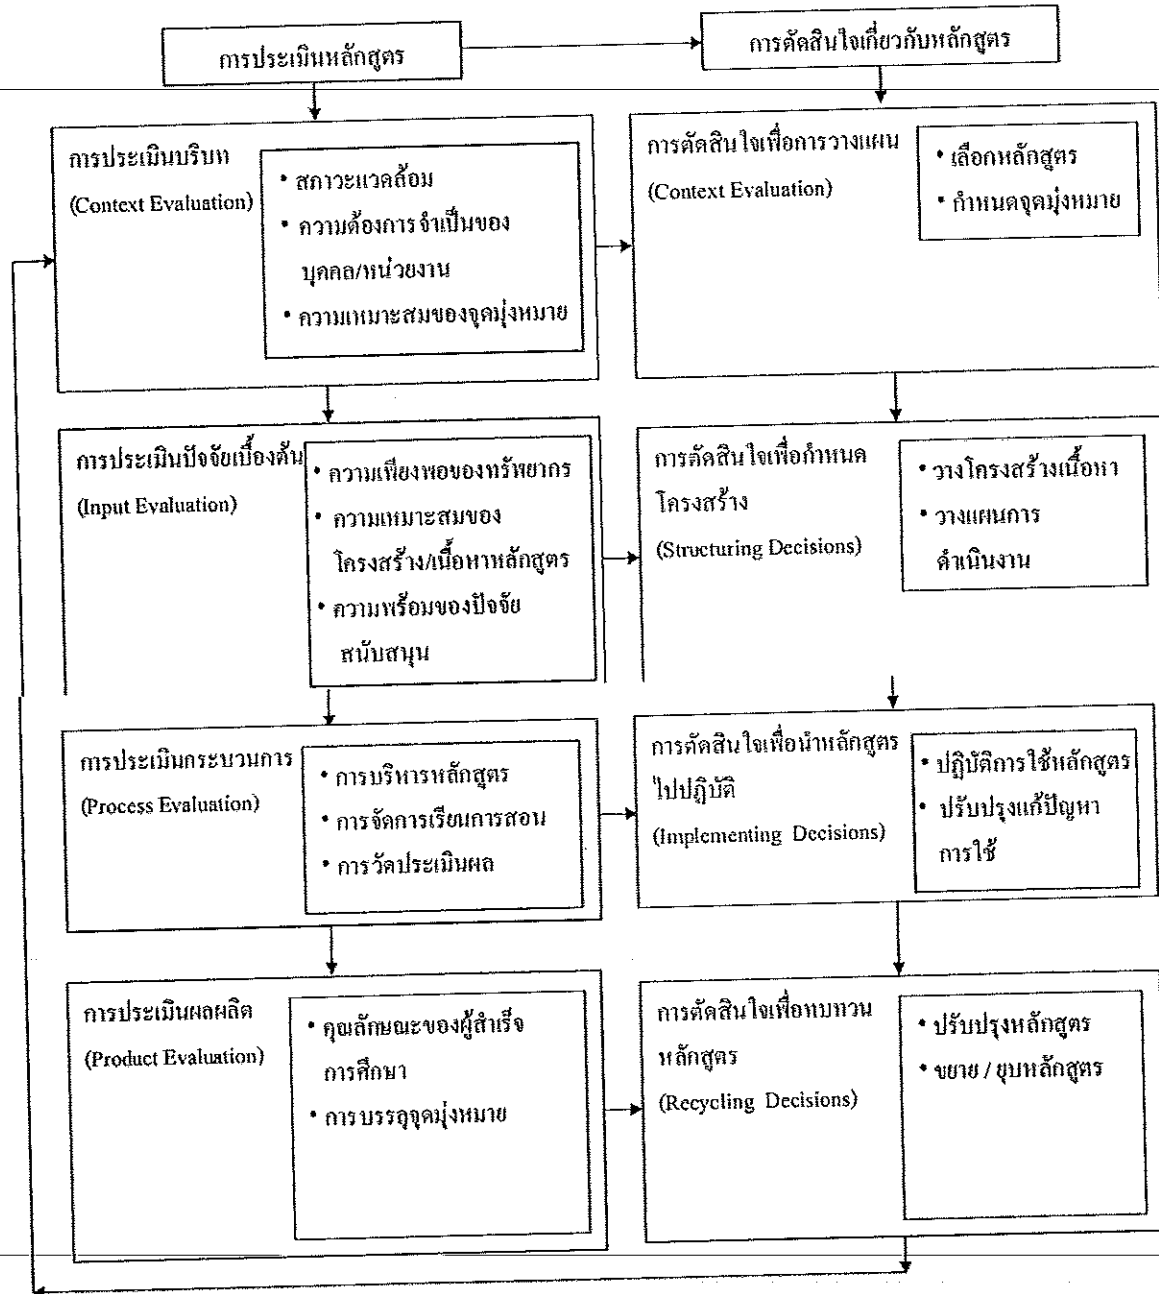 การประเมินหลักสูตร
การตัดสินใจเกี่ยวกับหลักสูตร
การประเมินบริบท
(Context Evaluation)
• สภาวะแวดล้อม
• ความต้องการจำเป็นของ
บุคคล/หน่วยงาน
• ความเหมาะสมของจุดมุ่งหมาย
การตัดสินใจเพื่อการวางแผน
(Context Evaluation)
• เลือกหลักสูตร
• กำหนดจุดมุ่งหมาย
การประเมินปัจจัยเบื้องต้น
(Input Evaluation)
• ความเพียงพอของทรัพยากร
• ความเหมาะสมของ
โครงสร้าง/เนื้อหาหลักสูตร
• ความพร้อมของปัจจัย
สนับสนุน
การตัดสินใจเพื่อกำหนด
โครงสร้าง
(Structuring Decisions)
• วางโครงสร้างเนื้อหา
• วางแผนการ
ดำเนินงาน
การประเมินกระบวนการ
(Process Evaluation)
• การบริหารหลักสูตร
• การจัดการเรียนการสอน
• การวัดประเมินผล
การตัดสินใจเพื่อนำหลักสูตร
ไปปฏิบัติ
(Implementing Decisions)
• ปฏิบัติการใช้หลักสูตร
• ปรับปรุงแก้ปัญหา
การใช้
การประเมินผลผลิต
(Product Evaluation)
• คุณลักษณะของผู้สำเร็จ
การศึกษา
• การบรรลุจุดมุ่งหมาย
การตัดสินใจเพื่อทบทวน
หลักสูตร
(Recycling Decisions)
• ปรับปรุงหลักสูตร
• ขยาย / ยุบหลักสูตร